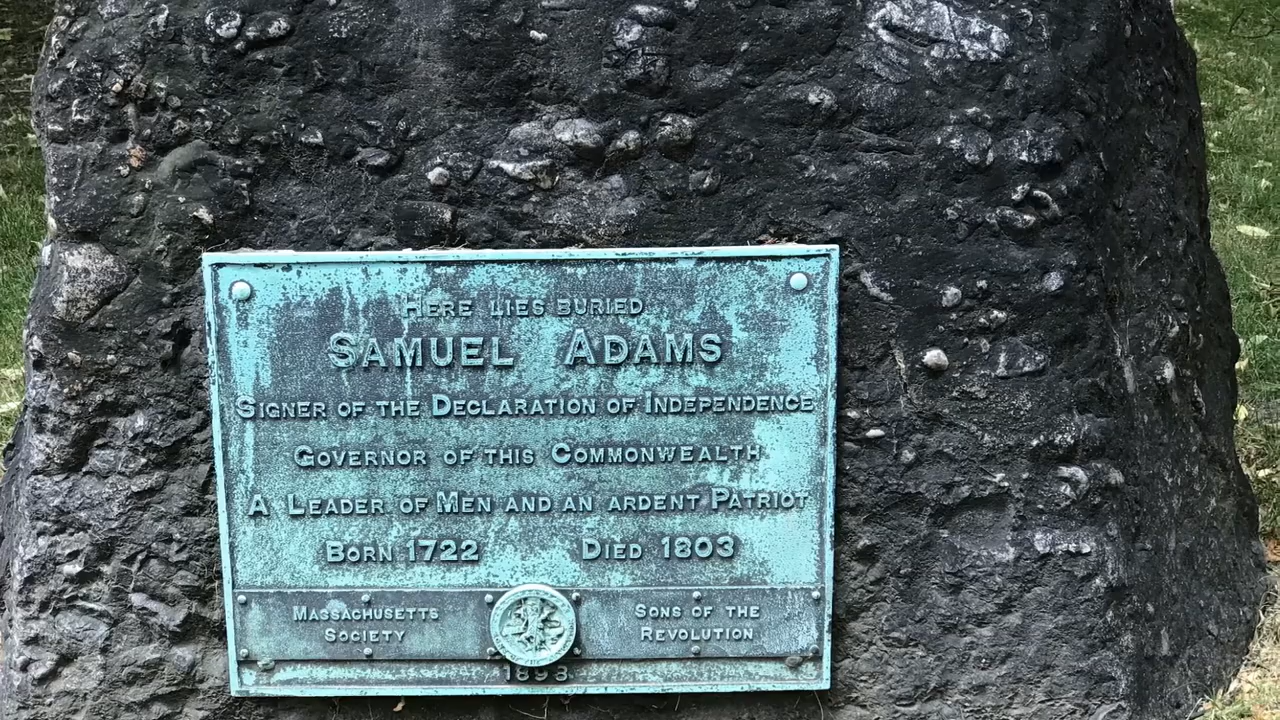 HERE LIES BURIED
SAMUEL ADAMS
SIGNER OF THE DECLARATION OF INDEPENDENCE
GOVERNOR OF THIS COMMONWEALTH
A LEADER OF MEN AND AN ARDENT PATRIOT
BORN 1722 DIED 1803
MASSACHUSETTS SOCIETY
SONS OF THE REVOLUTION
1898